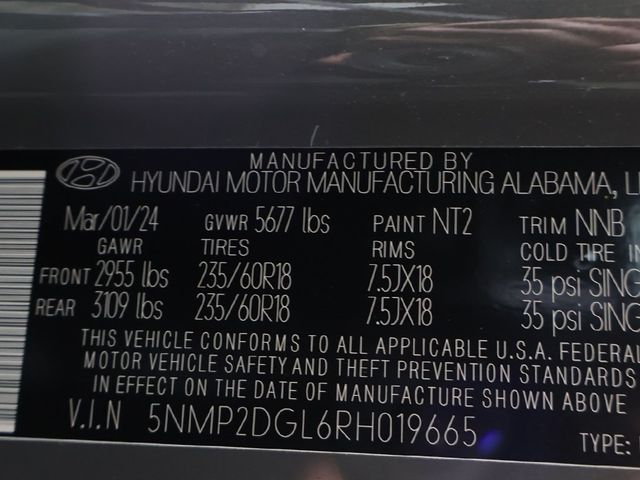 MANUFACTURED BY
HYUNDAI MOTOR MANUFACTURING ALABAMA,
Mar/01/24 GVWR 5677 lbs PAINT NT2 TRIM NNB
GAWR TIRES RIMS COLD TIRE
FRONT 2955 lbs 235/60R18 7.5JX18 35 psi
REAR 3109 lbs 235/60R18 7.5JX18 35 psi
THIS VEHICLE CONFORMS TO ALL APPLICABLE U.S.A. FEDERAL
MOTOR VEHICLE SAFETY AND THEFT PREVENTION STANDARDS
IN EFFECT ON THE DATE OF MANUFACTURE SHOWN ABOVE
V.I.N 5NMP2DGL6RH019665
TYPE: